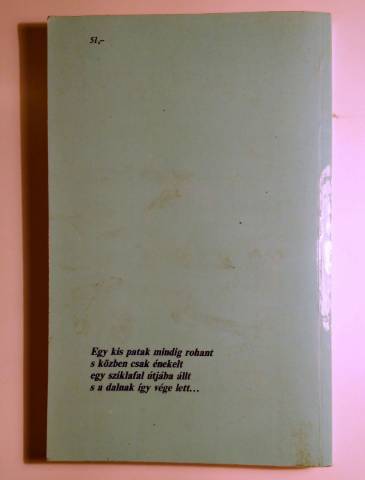 51,-
Egy kis patak mindig rohant
s közben csak énekelt
egy sziklafal útjába állt
s a dalnak így vége lett...